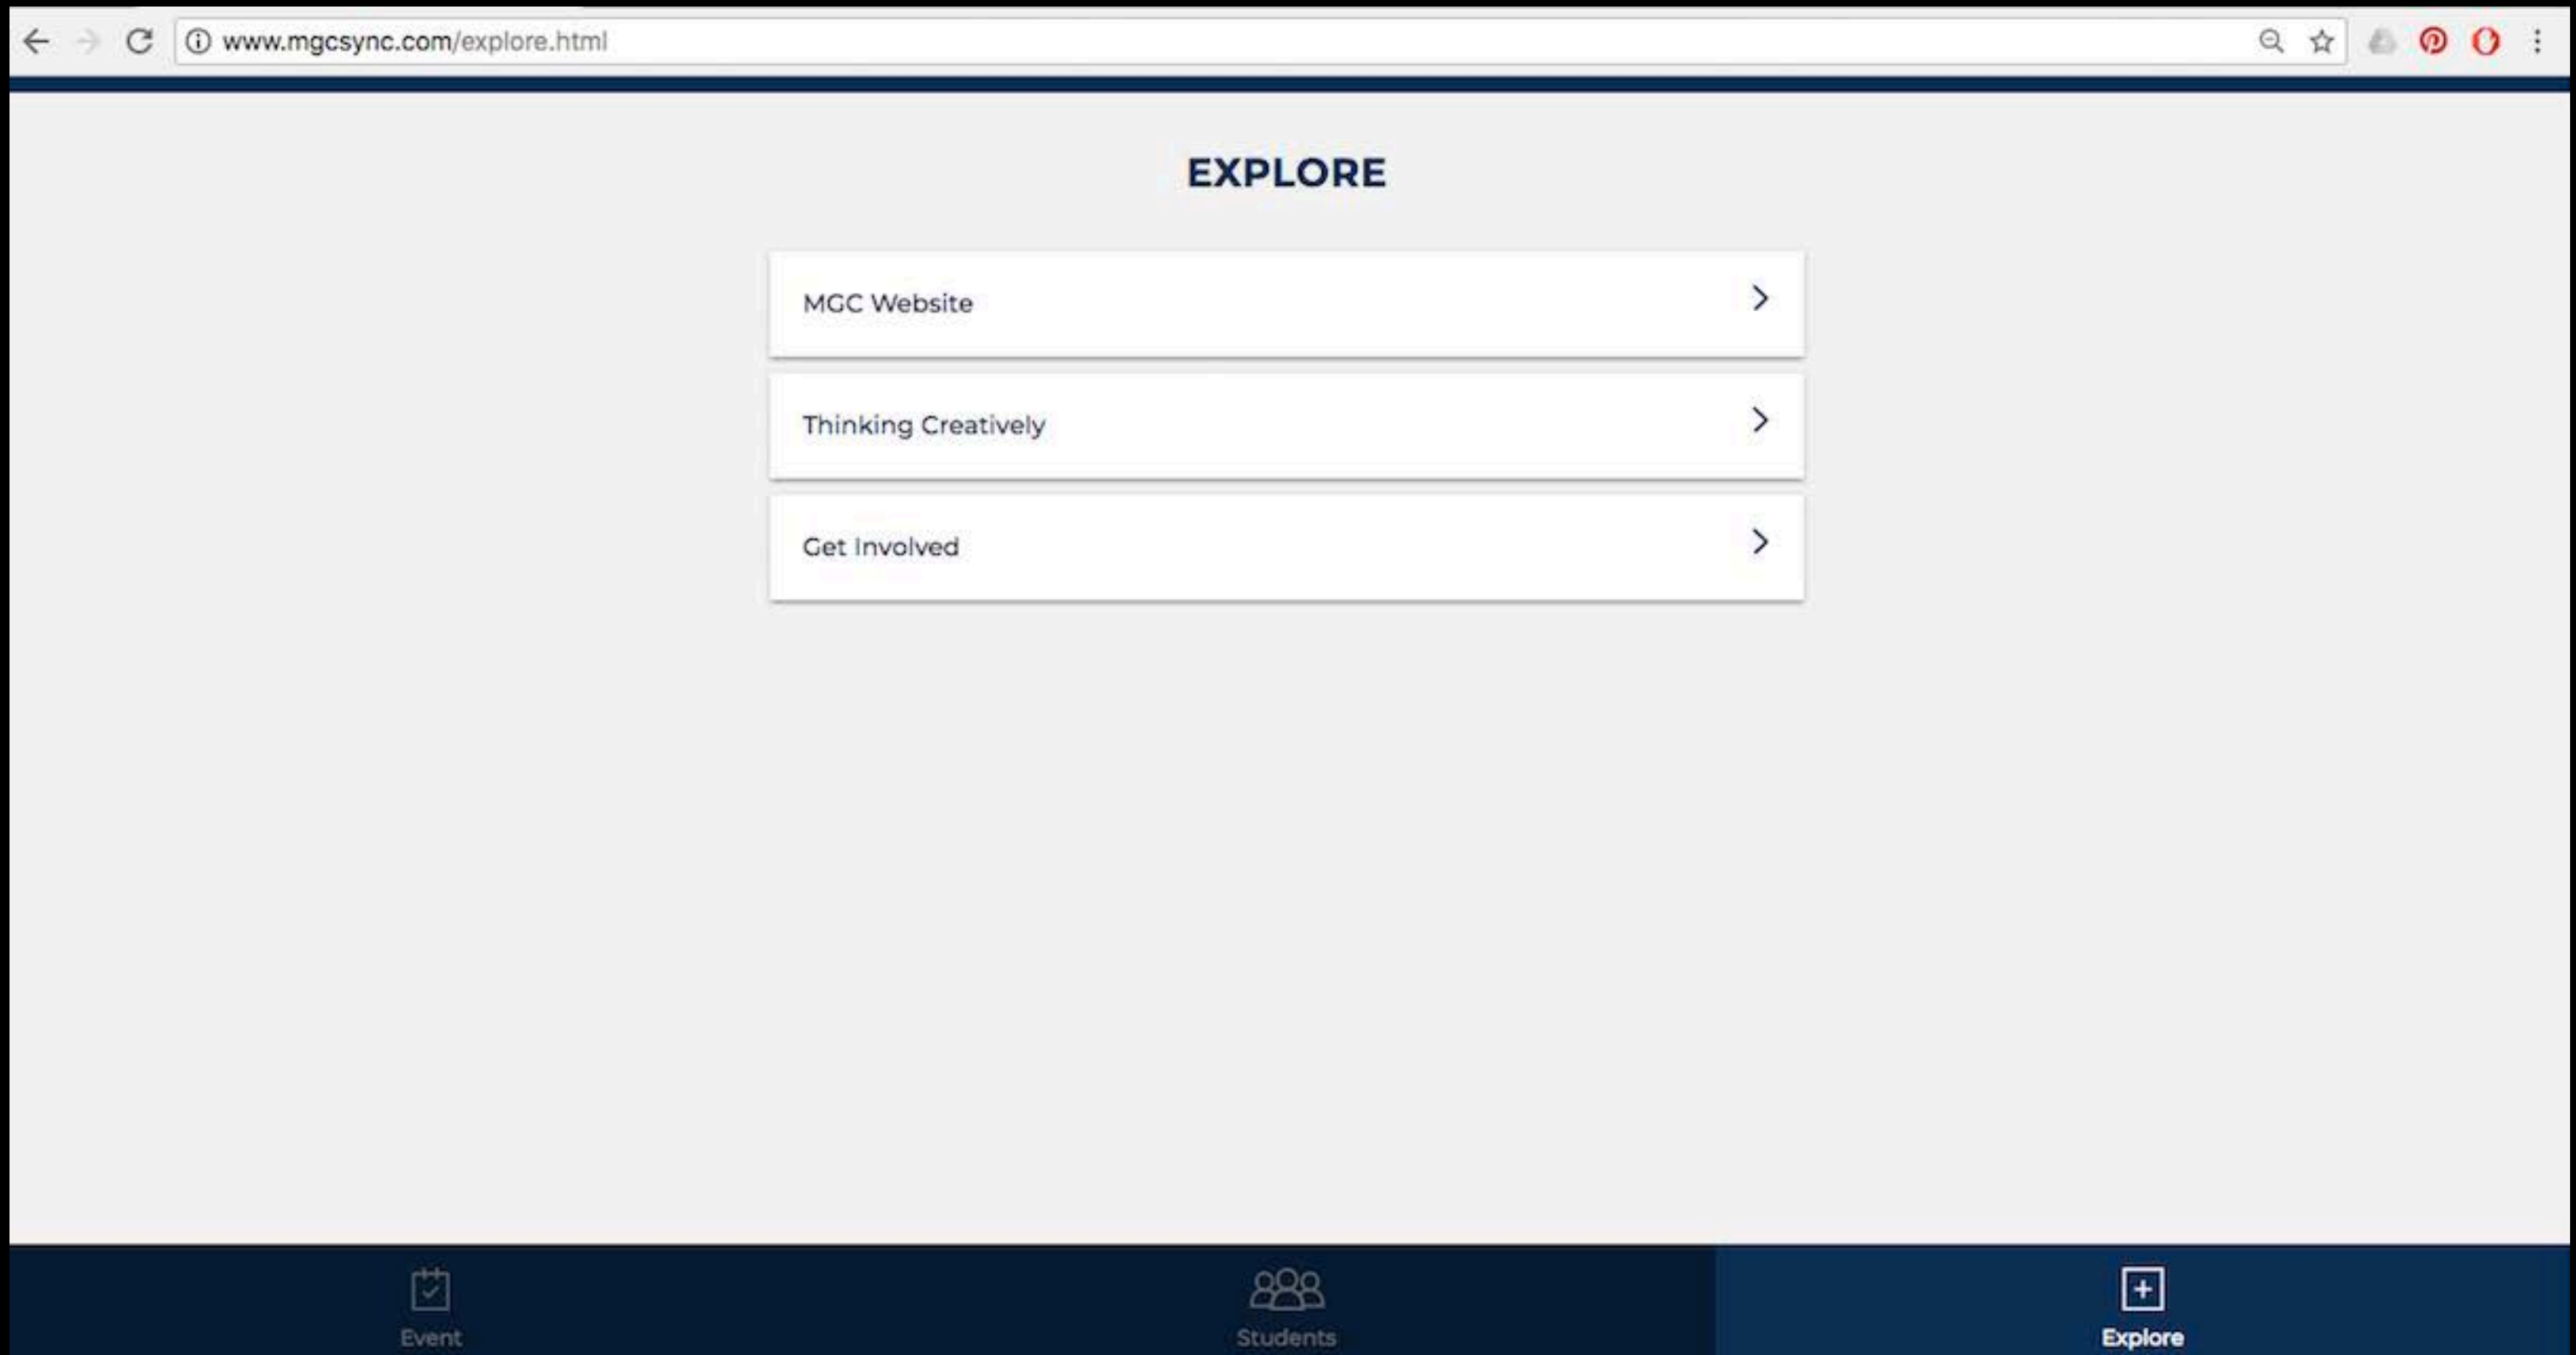 www.mgcsync.com/explore.html
EXPLORE
MGC Website
Thinking Creatively
Get Involved
Event
Students
Explore